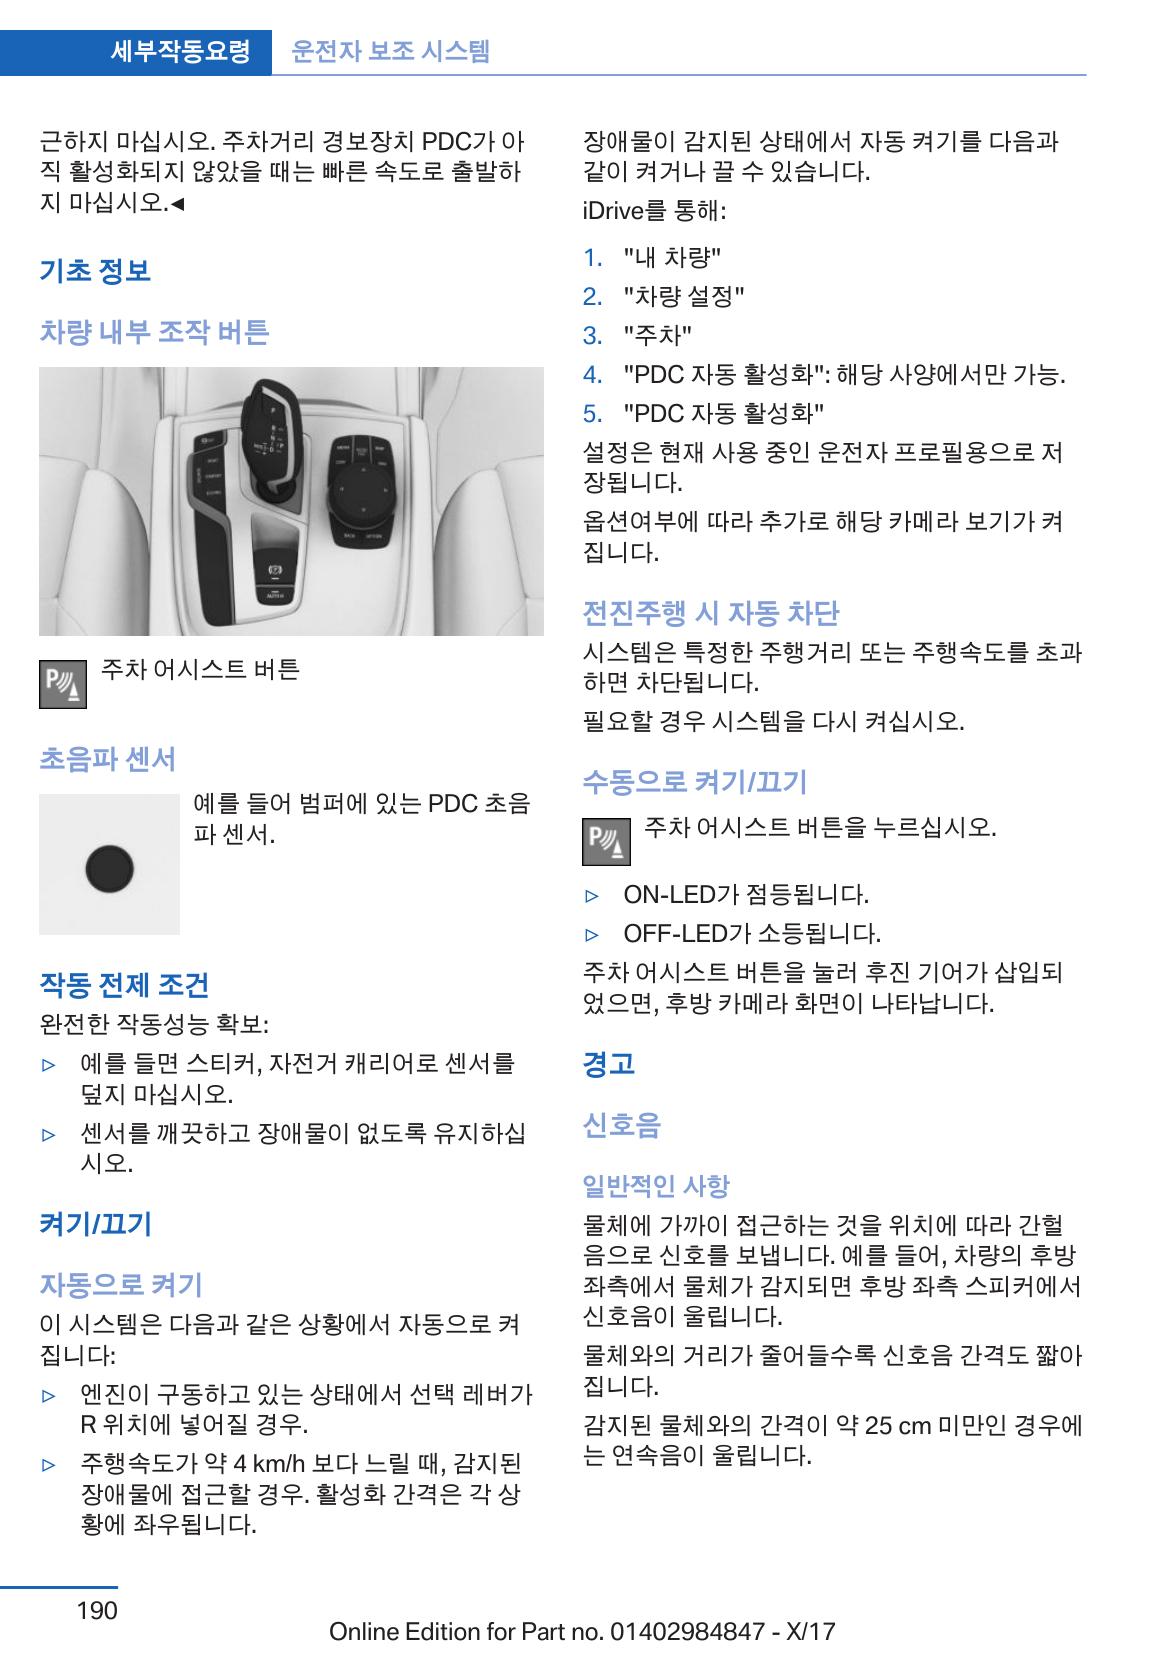 세부작동요령
운전자 보조 시스템
근하지 마십시오. 주차거리 경보장치 PDC가 아
직 활성화되지 않았을 때는 빠른 속도로 출발하
지 마십시오.◄
기초 정보
차량 내부 조작 버튼
주차 어시스트 버튼
초음파 센서
예를 들어 범퍼에 있는 PDC 초음
파 센서.
작동 전제 조건
완전한 작동성능 확보:
▷ 예를 들면 스티커, 자전거 캐리어로 센서를
덮지 마십시오.
▷ 센서를 깨끗하고 장애물이 없도록 유지하십
시오.
켜기/끄기
자동으로 켜기
이 시스템은 다음과 같은 상황에서 자동으로 켜
집니다:
▷ 엔진이 구동하고 있는 상태에서 선택 레버가
R 위치에 넣어질 경우.
▷ 주행속도가 약 4 km/h 보다 느릴 때, 감지된
장애물에 접근할 경우. 활성화 간격은 각 상
황에 좌우됩니다.
장애물이 감지된 상태에서 자동 켜기를 다음과
같이 켜거나 끌 수 있습니다.
iDrive를 통해:
1. "내 차량"
2. "차량 설정"
3. "주차"
4. "PDC 자동 활성화": 해당 사양에서만 가능.
5. "PDC 자동 활성화"
설정은 현재 사용 중인 운전자 프로필용으로 저
장됩니다.
옵션여부에 따라 추가로 해당 카메라 보기가 켜
집니다.
전진주행 시 자동 차단
시스템은 특정한 주행거리 또는 주행속도를 초과
하면 차단됩니다.
필요할 경우 시스템을 다시 켜십시오.
수동으로 켜기/끄기
주차 어시스트 버튼을 누르십시오.
▷ ON-LED가 점등됩니다.
▷ OFF-LED가 소등됩니다.
주차 어시스트 버튼을 눌러 후진 기어가 삽입되
었으면, 후방 카메라 화면이 나타납니다.
경고
신호음
일반적인 사항
물체에 가까이 접근하는 것을 위치에 따라 간헐
음으로 신호를 보냅니다. 예를 들어, 차량의 후방
좌측에서 물체가 감지되면 후방 좌측 스피커에서
신호음이 울립니다.
물체와의 거리가 줄어들수록 신호음 간격도 짧아
집니다.
감지된 물체와의 간격이 약 25 cm 미만인 경우에
는 연속음이 울립니다.
190
Online Edition for Part no. 01402984847 - X/17